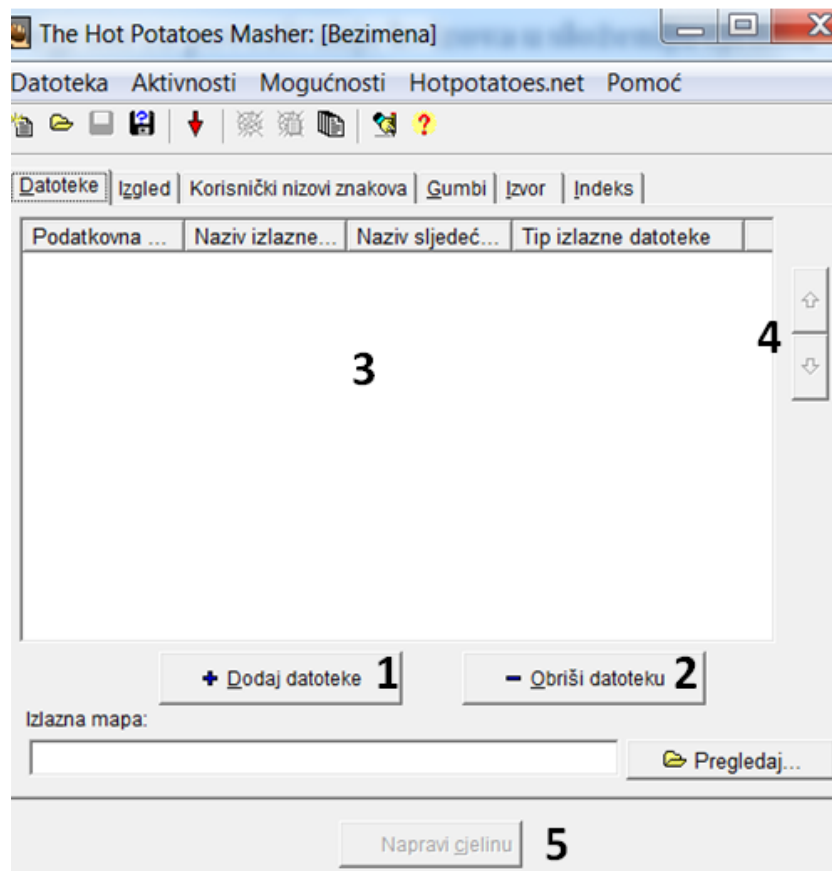 The Hot Potatoes Masher: [Bezimena]
Datoteka Aktivnosti Mogućnosti Hotpotatoes.net Pomoć
Datoteke Izgled Korisnički nizovi znakova Gumbi Izvor Indeks
Podatkovna ... Naziv izlazne... Naziv sljedeć... Tip izlazne datoteke
4
3
+ Dodaj datoteke 1 - Obriši datoteku 2
Izlazna mapa:
Pregledaj...
Napravi cjelinu 5